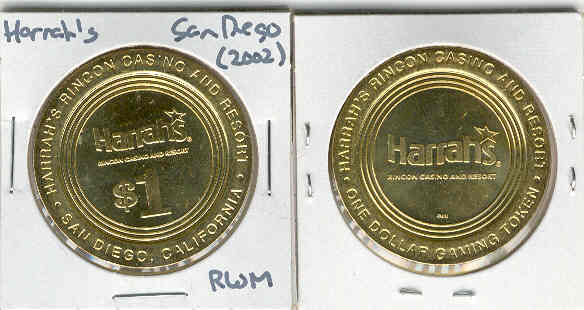 Harrah's San Diego
(2002)
HARRAH'S RINCON CASINO AND RESORT
Harrah's
RINCON CASINO AND RESORT
$1
• SAN DIEGO, CALIFORNIA •
RWM
HARRAH'S RINCON CASINO AND RESORT
Harrah's
RINCON CASINO AND RESORT
• ONE DOLLAR GAMING TOKEN •